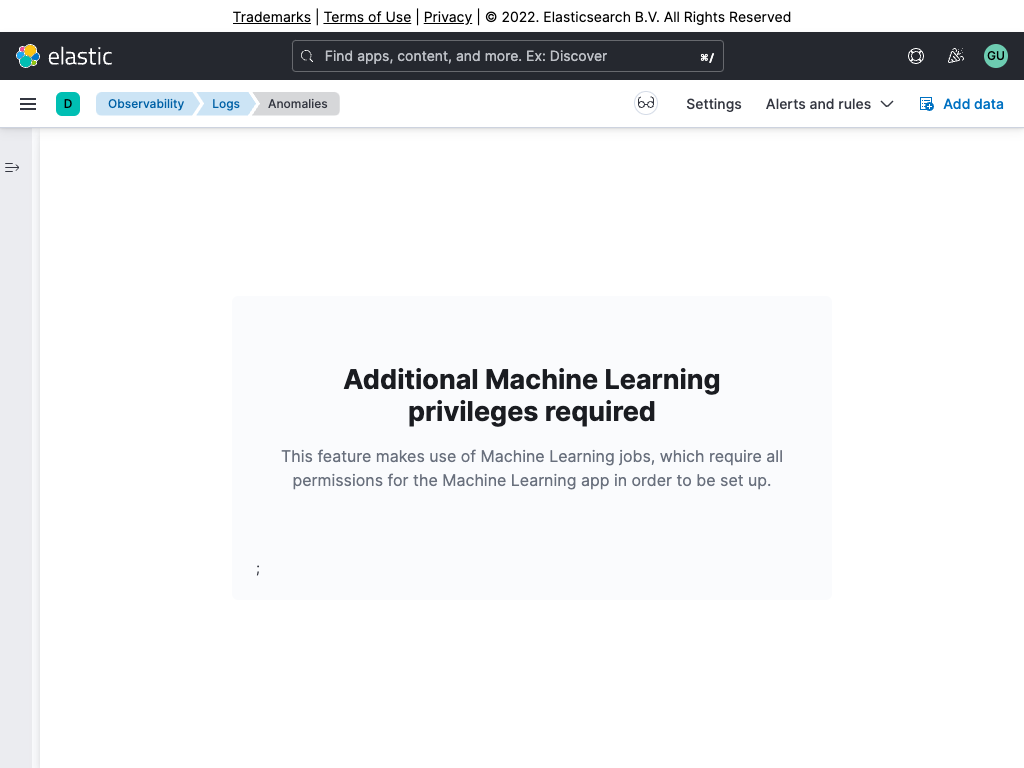 Trademarks | Terms of Use | Privacy | © 2022. Elasticsearch B.V. All Rights Reserved
elastic
Find apps, content, and more. Ex: Discover ⌘/
GU
D Observability Logs Anomalies Settings Alerts and rules Add data
Additional Machine Learning
privileges required
This feature makes use of Machine Learning jobs, which require all
permissions for the Machine Learning app in order to be set up.
;